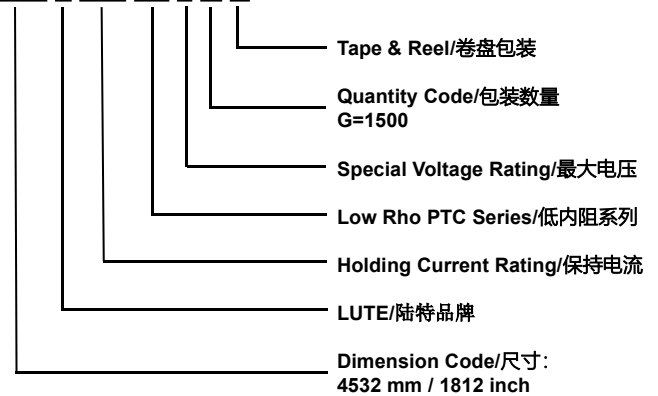 Tape & Reel/卷盘包装
Quantity Code/包装数量
G=1500
Special Voltage Rating/最大电压
Low Rho PTC Series/低内阻系列
Holding Current Rating/保持电流
LUTE/陆特品牌
Dimension Code/尺寸：
4532 mm / 1812 inch